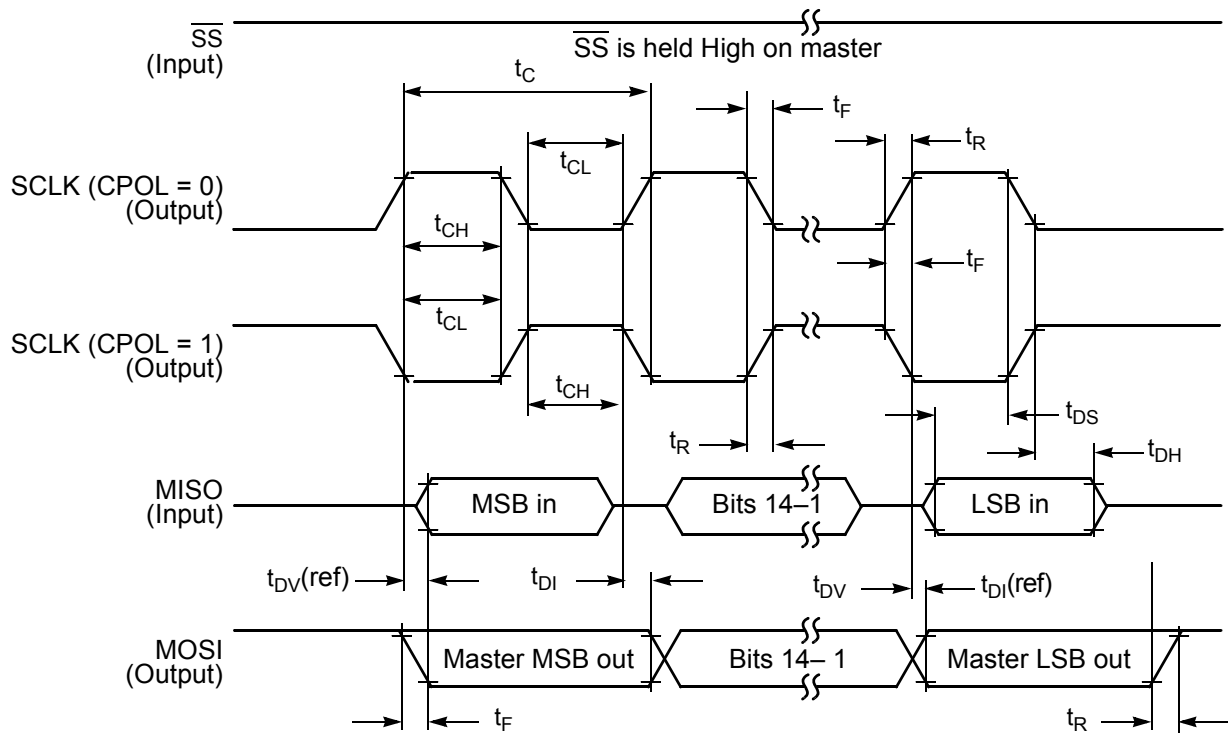 SS
(Input)
SS is held High on master
tC
tF
tR
tCL
SCLK (CPOL = 0)
(Output)
tCH
tF
tCL
SCLK (CPOL = 1)
(Output)
tCH
tDS
tR
tDH
MISO
(Input)
MSB in
Bits 14–1
LSB in
tDV(ref)
tDI
tDV
tDI(ref)
MOSI
(Output)
Master MSB out
Bits 14– 1
Master LSB out
tF
tR